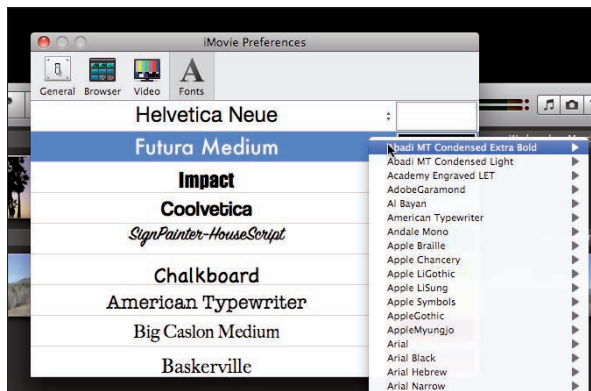 iMovie Preferences
General Browser Video Fonts
Helvetica Neue
Futura Medium
Impact
Coolvetica
SignPainter-HouseScript
Chalkboard
American Typewriter
Big Caslon Medium
Baskerville
Abadi MT Condensed Extra Bold
Abadi MT Condensed Light
Academy Engraved LET
AdobeGaramond
Al Bayan
American Typewriter
Andale Mono
Apple Braille
Apple Chancery
Apple LiGothic
Apple LiSung
Apple Symbols
AppleGothic
AppleMyungjo
Arial
Arial Black
Arial Hebrew
Arial Narrow